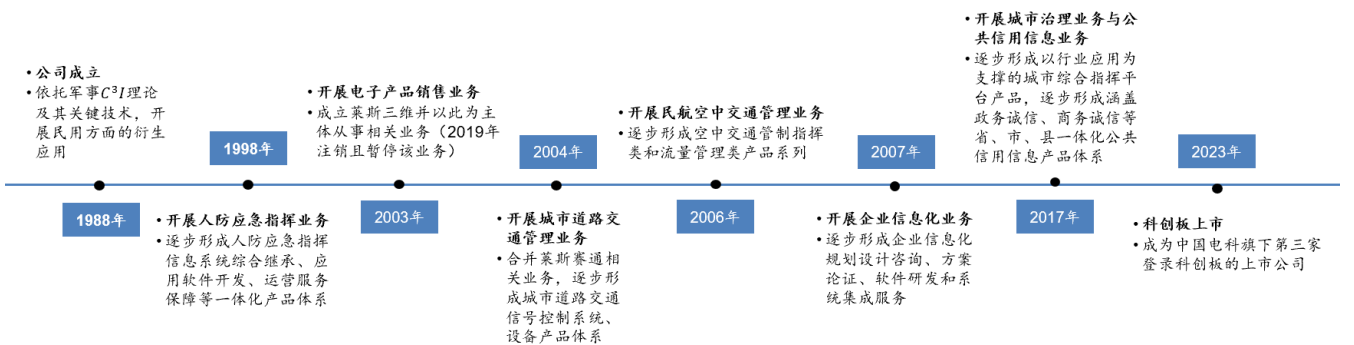 • 公司成立
• 依托军事C³I理论
及其关键技术，开
展民用方面的衍生
应用
1988年
1998年
• 开展人防应急指挥业务
• 逐步形成人防应急指挥
信息系统综合继承、应
用软件开发、运营服务
保障等一体化产品体系
• 开展电子产品销售业务
• 成立莱斯三维并以此为主
体从事相关业务（2019年
注销且暂停该业务）
2003年
2004年
• 开展城市道路交
通管理业务
• 合并莱斯赛通相
关业务，逐步形
成城市道路交通
信号控制系统、
设备产品体系
• 开展民航空中交通管理业务
• 逐步形成空中交通管制指挥
类和流量管理类产品系列
2006年
2007年
• 开展企业信息化业务
• 逐步形成企业信息化
规划设计咨询、方案
论证、软件研发和系
统集成服务
• 开展城市治理业务与公
共信用信息业务
• 逐步形成以行业应用为
支撑的城市综合指挥平
台产品，逐步形成涵盖
政务诚信、商务诚信等
省、市、县一体化公共
信用信息产品体系
2017年
2023年
• 科创板上市
• 成为中国电科旗下第三家
登录科创板的上市公司